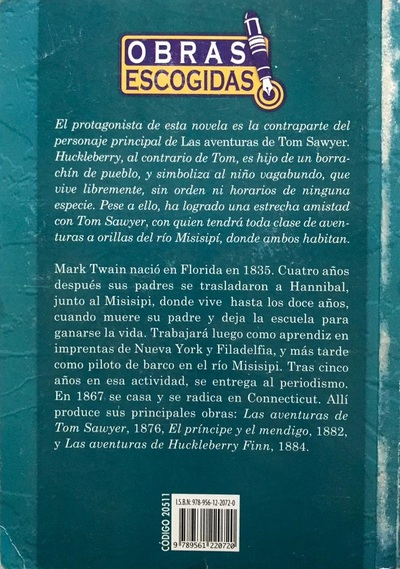 OBRAS
ESCOGIDAS
El protagonista de esta novela es la contraparte del
personaje principal de Las aventuras de Tom Sawyer.
Huckleberry, al contrario de Tom, es hijo de un borra-
chín de pueblo, y simboliza al niño vagabundo, que
vive libremente, sin orden ni horarios de ninguna
especie. Pese a ello, ha logrado una estrecha amistad
con Tom Sawyer, con quien tendrá toda clase de aven-
turas a orillas del río Misisipí, donde ambos habitan.
Mark Twain nació en Florida en 1835. Cuatro años
después sus padres se trasladaron a Hannibal,
junto al Misisipi, donde vive hasta los doce años,
cuando muere su padre y deja la escuela para
ganarse la vida. Trabajará luego como aprendiz en
imprentas de Nueva York y Filadelfia, y más tarde
como piloto de barco en el río Misisipi. Tras cinco
años en esa actividad, se entrega al periodismo.
En 1867 se casa y se radica en Connecticut. Allí
produce sus principales obras: Las aventuras de
Tom Sawyer, 1876, El príncipe y el mendigo, 1882,
y Las aventuras de Huckleberry Finn, 1884.
CÓDIGO 20511
I.S.B.N: 978-956-12-2072-0
9 789561 220720